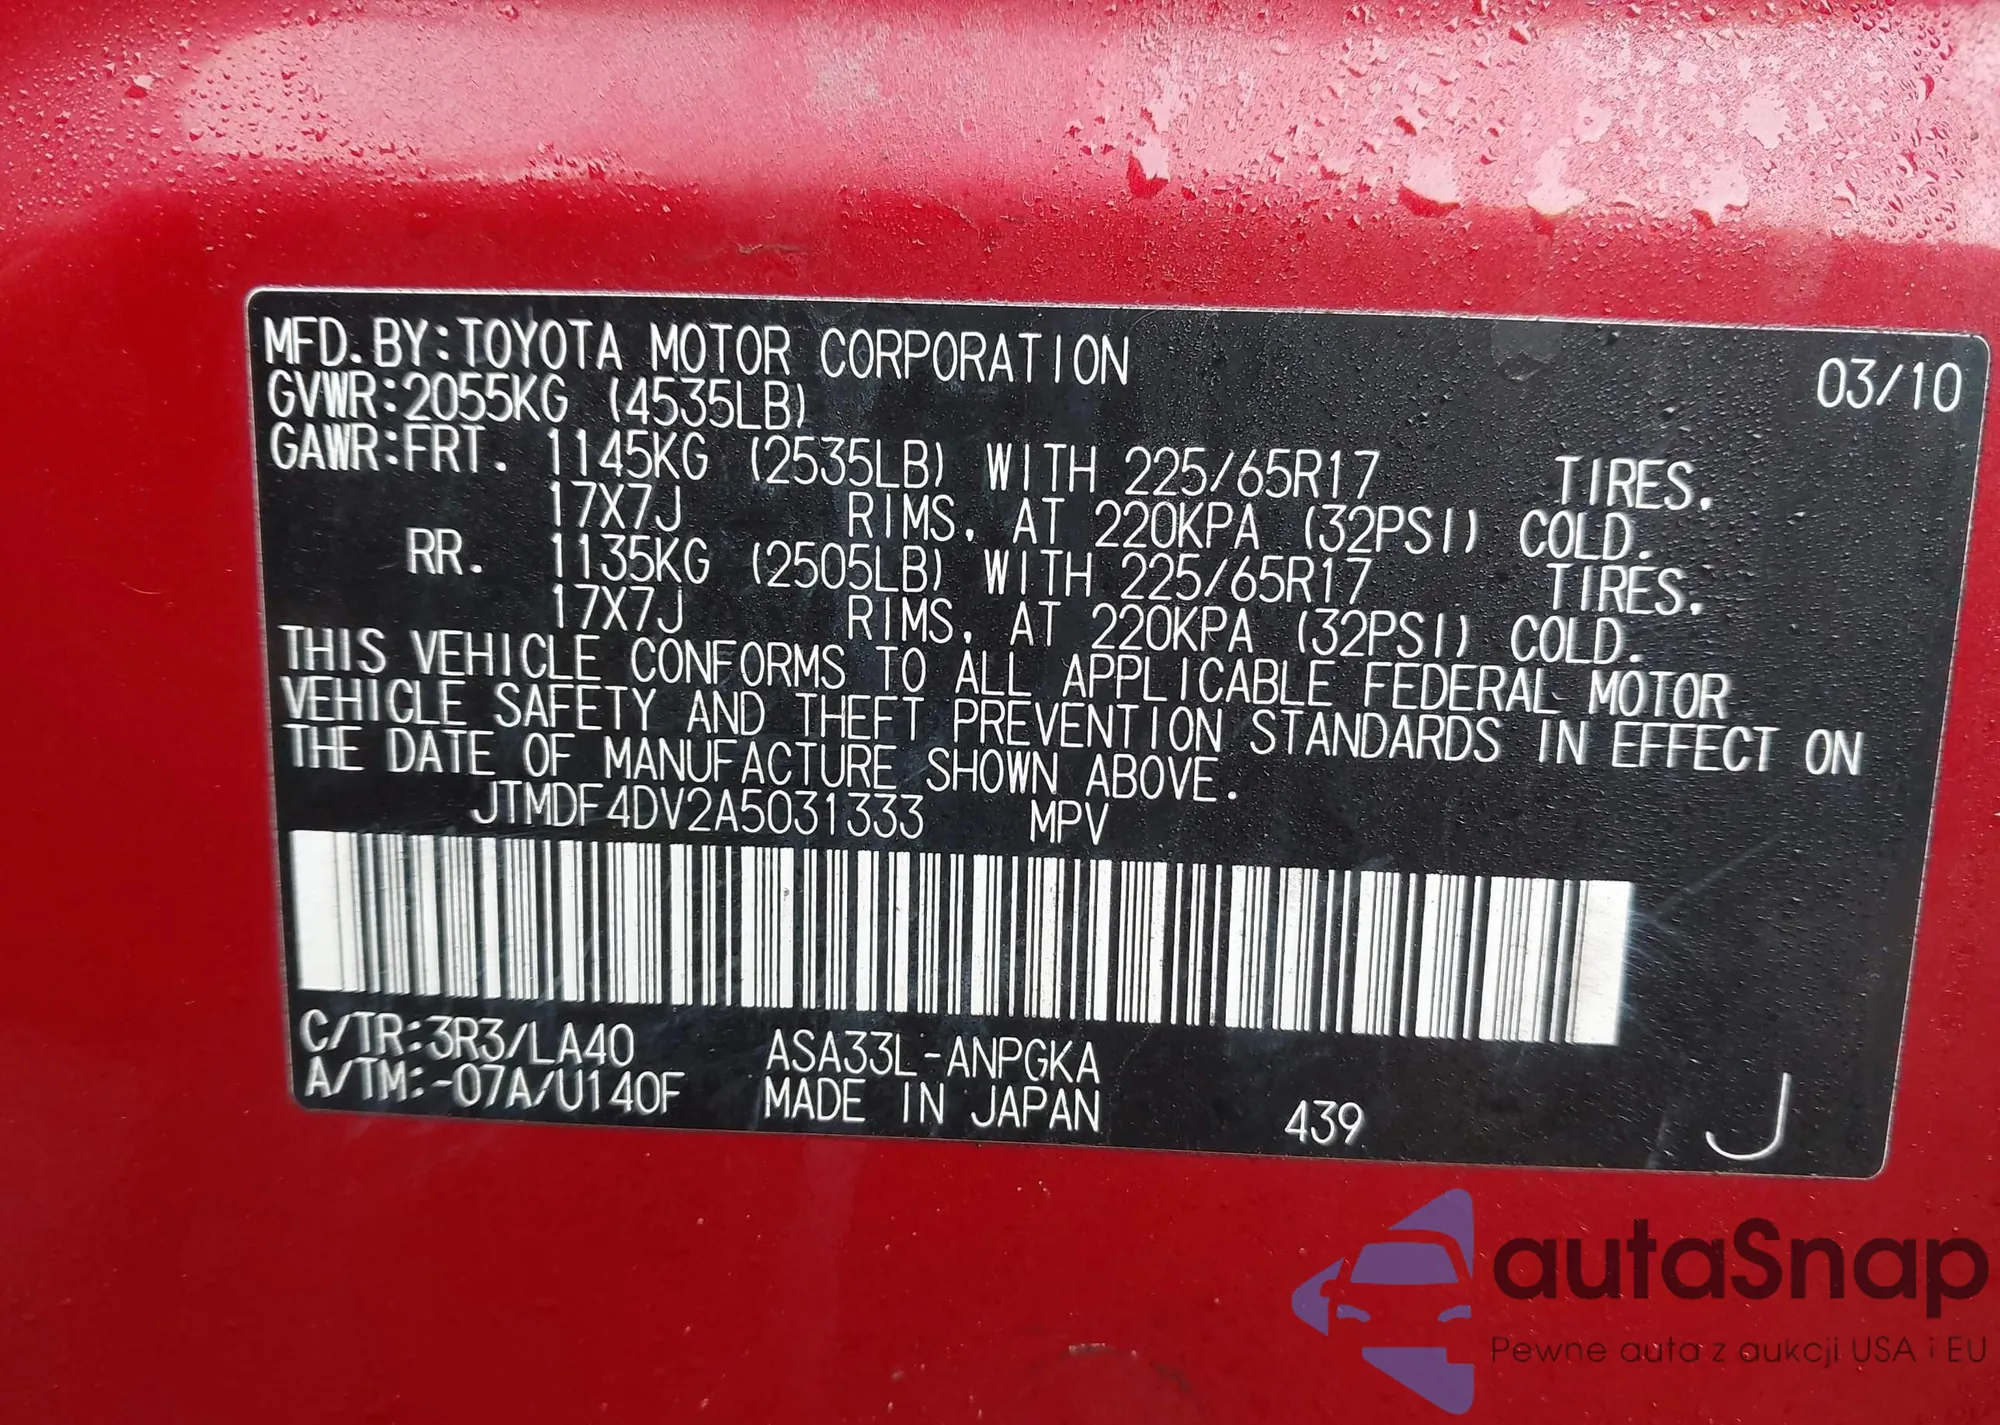 MFD.BY:TOYOTA MOTOR CORPORATION 03/10
GVWR:2055KG (4535LB)
GAWR:FRT. 1145KG (2535LB) WITH 225/65R17 TIRES.
17X7J RIMS, AT 220KPA (32PSI) COLD.
RR. 1135KG (2505LB) WITH 225/65R17 TIRES.
17X7J RIMS, AT 220KPA (32PSI) COLD.
THIS VEHICLE CONFORMS TO ALL APPLICABLE FEDERAL MOTOR
VEHICLE SAFETY AND THEFT PREVENTION STANDARDS IN EFFECT ON
THE DATE OF MANUFACTURE SHOWN ABOVE.
JTMDF4DV2A5031333 MPV
C/TR:3R3/LA40 ASA33L-ANPGKA
A/TM:-07A/U140F MADE IN JAPAN 439 J
autaSnap
Pewne auta z aukcji USA i EU